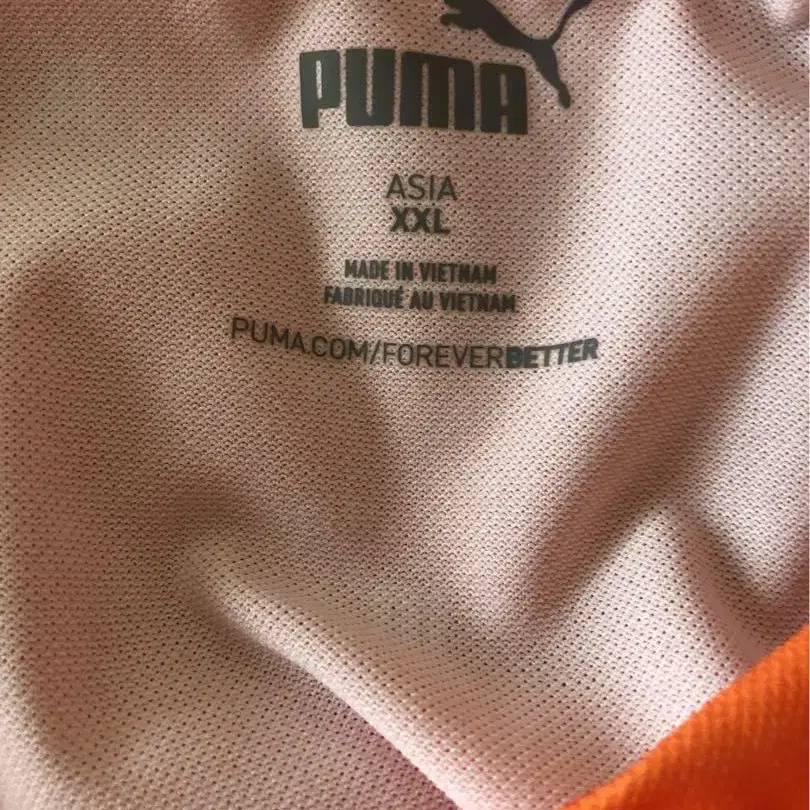 PUMA
ASIA
XXL
MADE IN VIETNAM
FABRIQUÉ AU VIETNAM
PUMA.COM/FOREVERBETTER